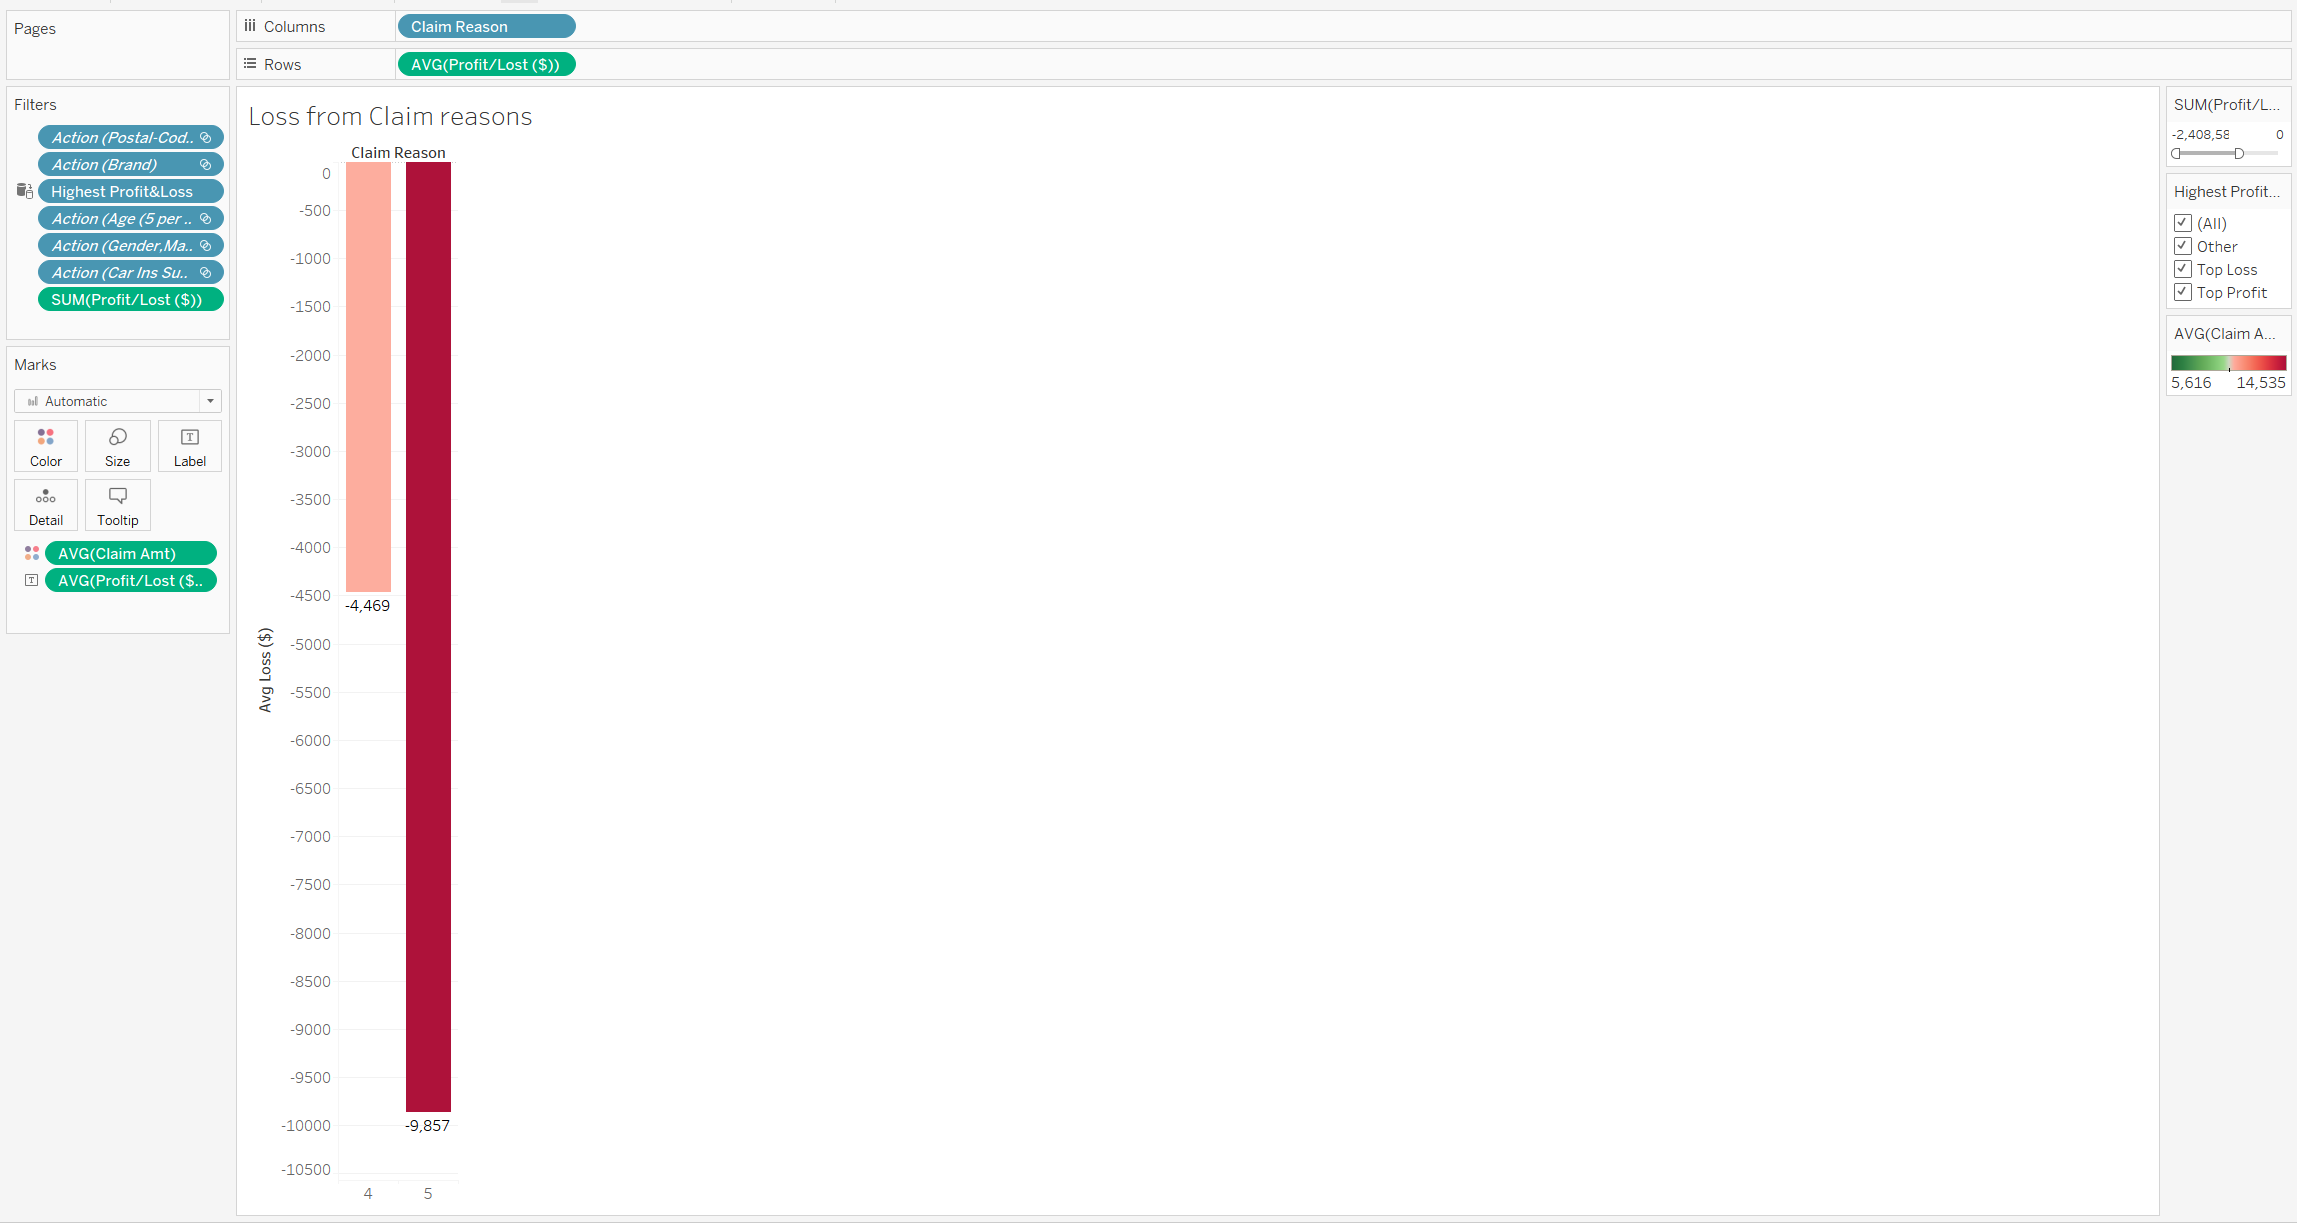 Pages
Columns
Claim Reason
Rows
AVG(Profit/Lost ($))
Filters
Action (Postal-Cod..
Action (Brand)
Highest Profit&Loss
Action (Age (5 per ..
Action (Gender,Ma..
Action (Car Ins Su..
SUM(Profit/Lost ($))
Marks
Automatic
Color
Size
Label
Detail
Tooltip
AVG(Claim Amt)
AVG(Profit/Lost ($..
Loss from Claim reasons
Claim Reason
Avg Loss ($)
0
-500
-1000
-1500
-2000
-2500
-3000
-3500
-4000
-4500
-5000
-5500
-6000
-6500
-7000
-7500
-8000
-8500
-9000
-9500
-10000
-10500
-4,469
-9,857
4
5
SUM(Profit/L...
-2,408,58
0
Highest Profit...
(All)
Other
Top Loss
Top Profit
AVG(Claim A...
5,616
14,535